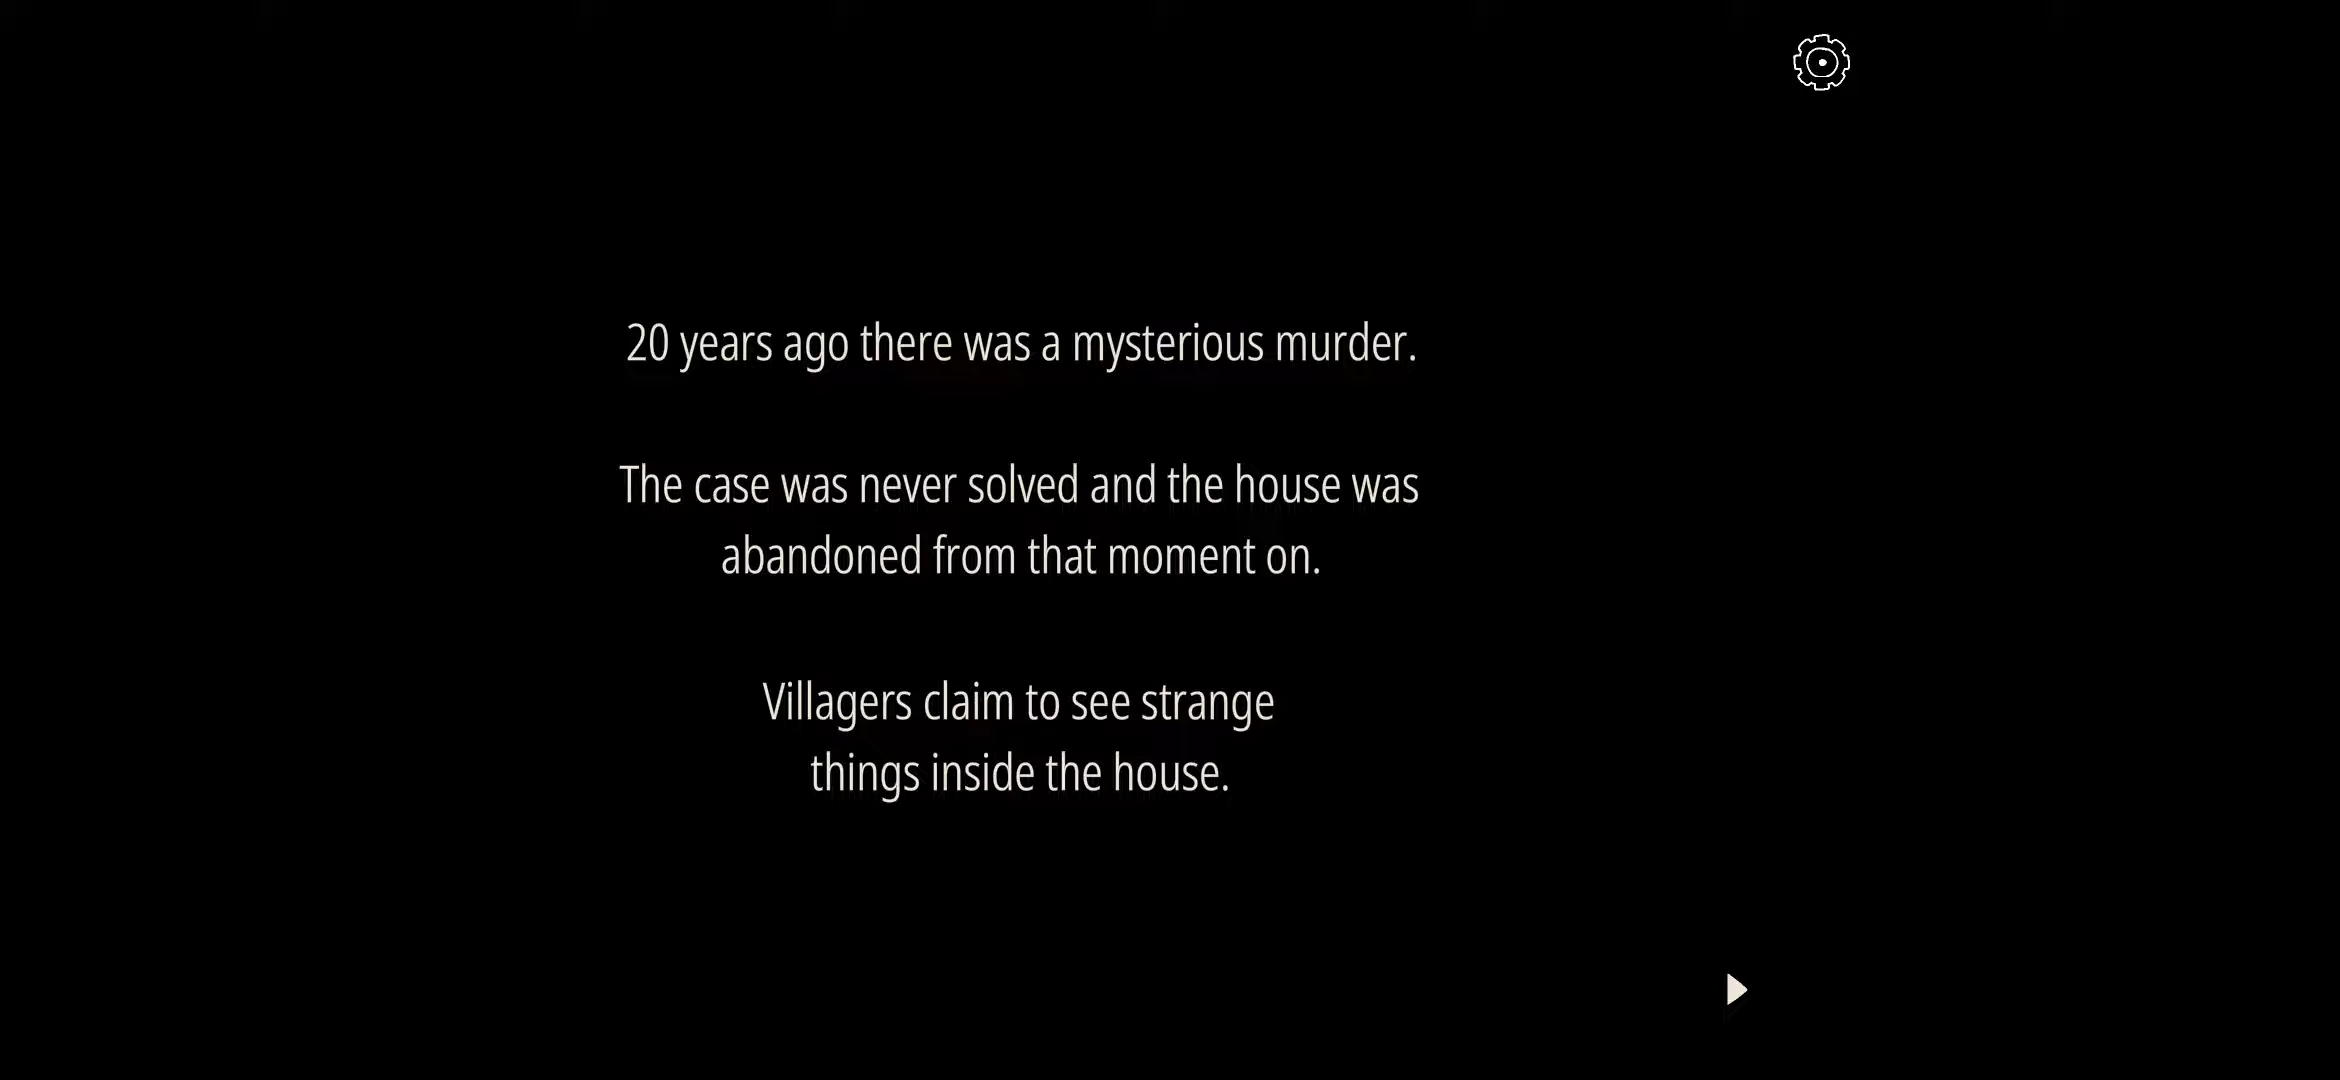 20 years ago there was a mysterious murder.
The case was never solved and the house was
abandoned from that moment on.
Villagers claim to see strange
things inside the house.